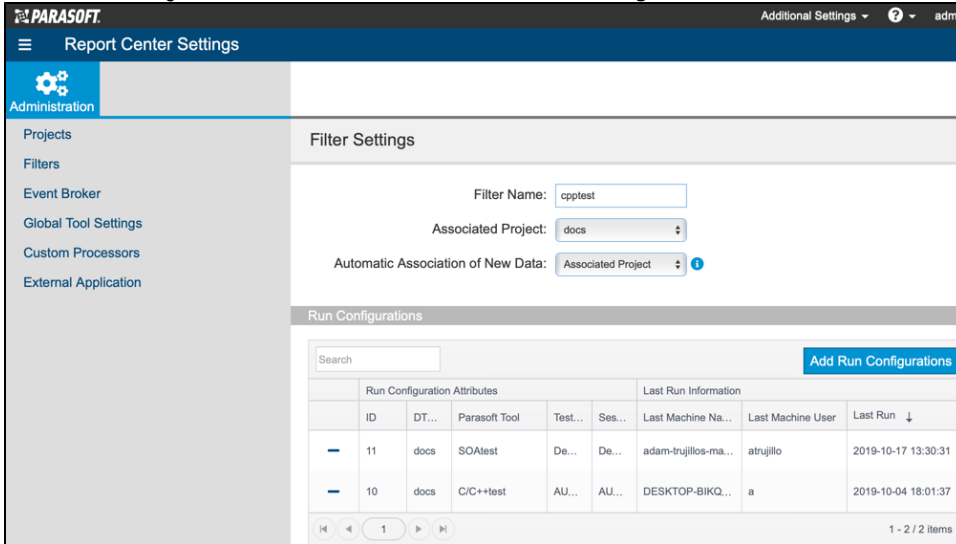 PARASOFT.
Additional Settings ? adm
Report Center Settings
Administration
Projects
Filters
Event Broker
Global Tool Settings
Custom Processors
External Application
Filter Settings
Filter Name: cpptest
Associated Project: docs
Automatic Association of New Data: Associated Project i
Run Configurations
Search
Add Run Configurations
Run Configuration Attributes Last Run Information
ID DT... Parasoft Tool Test... Ses... Last Machine Na... Last Machine User Last Run ↓
11 docs SOAtest De... De... adam-trujillos-ma... atrujillo 2019-10-17 13:30:31
10 docs C/C++test AU... AU... DESKTOP-BIKQ... a 2019-10-04 18:01:37
1 1 - 2 / 2 items